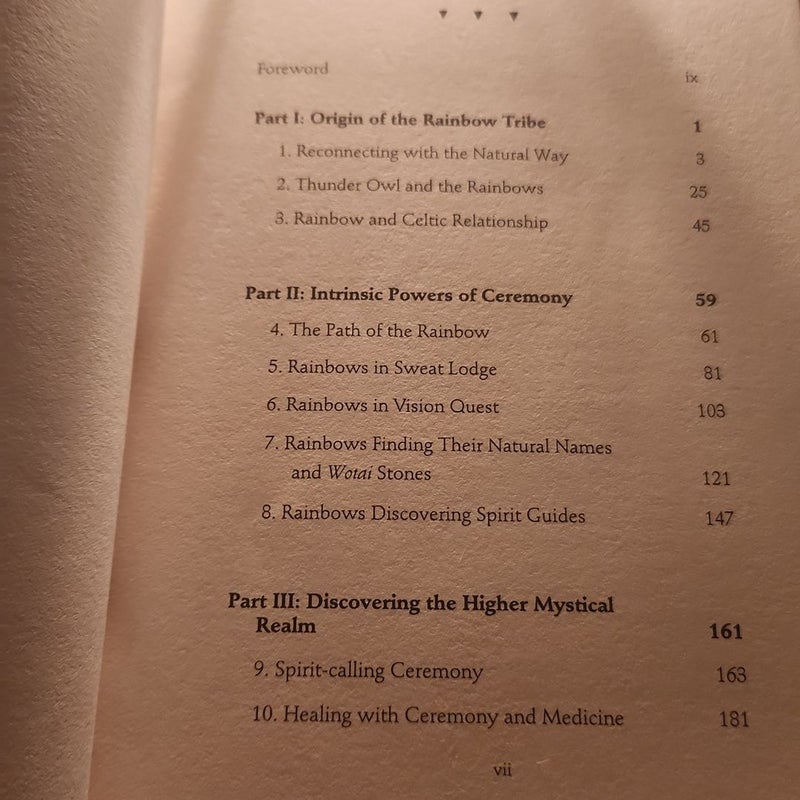 Foreword ix
Part I: Origin of the Rainbow Tribe 1
1. Reconnecting with the Natural Way 3
2. Thunder Owl and the Rainbows 25
3. Rainbow and Celtic Relationship 45
Part II: Intrinsic Powers of Ceremony 59
4. The Path of the Rainbow 61
5. Rainbows in Sweat Lodge 81
6. Rainbows in Vision Quest 103
7. Rainbows Finding Their Natural Names
and Wotai Stones 121
8. Rainbows Discovering Spirit Guides 147
Part III: Discovering the Higher Mystical
Realm 161
9. Spirit-calling Ceremony 163
10. Healing with Ceremony and Medicine 181
vii